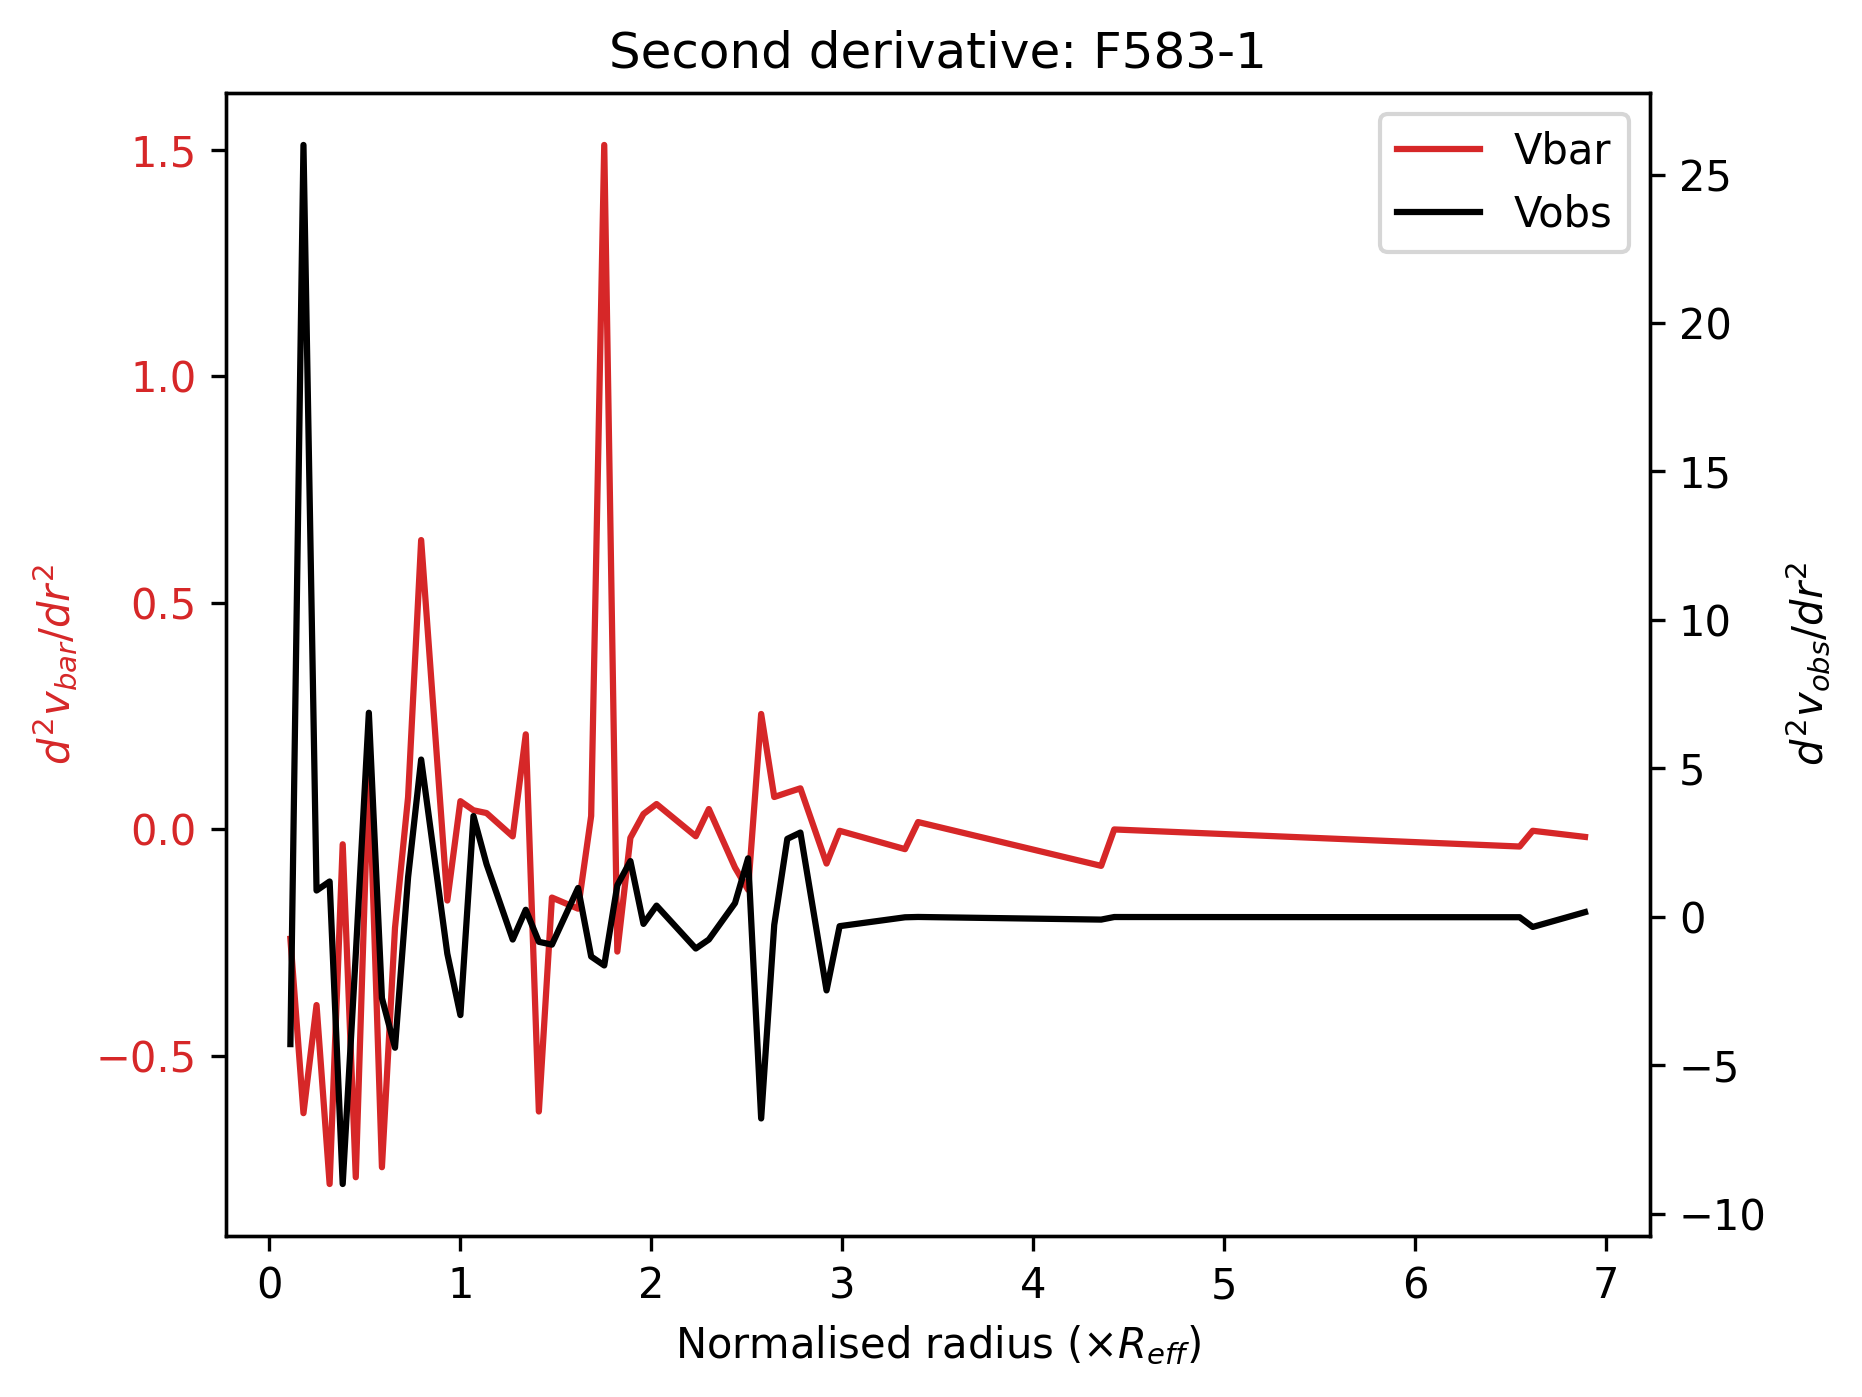 Second derivative: F583-1
Vbar
Vobs
1.5
1.0
0.5
0.0
−0.5
d²v_bar/dr²
25
20
15
10
5
0
−5
−10
d²v_obs/dr²
0 1 2 3 4 5 6 7
Normalised radius (×R_eff)